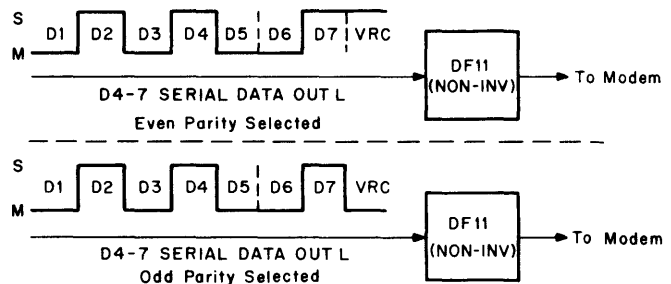 S
D1 D2 D3 D4 D5 D6 D7 VRC
M
DF11
(NON-INV)
To Modem
D4-7 SERIAL DATA OUT L
Even Parity Selected
S
D1 D2 D3 D4 D5 D6 D7 VRC
M
DF11
(NON-INV)
To Modem
D4-7 SERIAL DATA OUT L
Odd Parity Selected